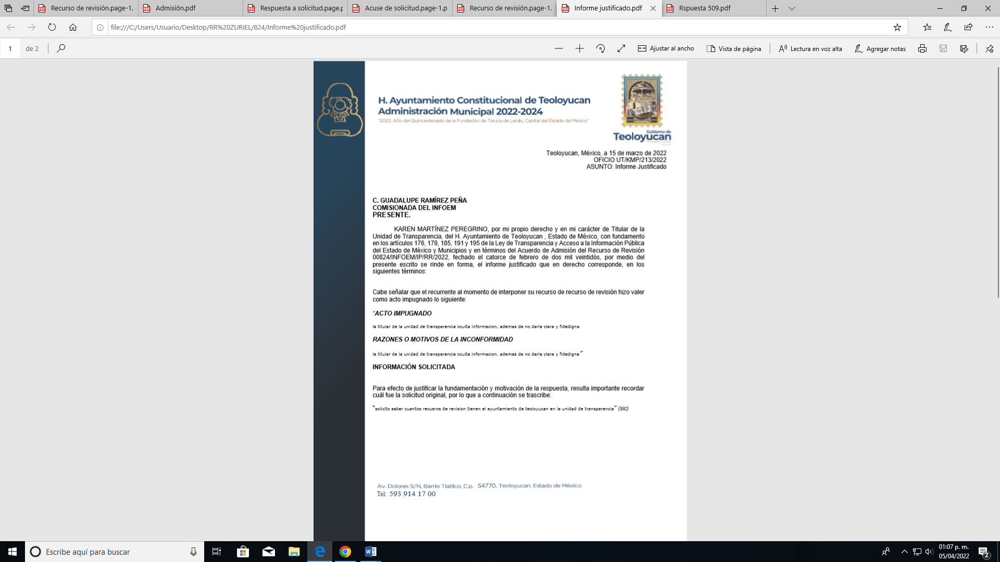 Recurso de revisión.page-1.
Admisión.pdf
Respuesta a solicitud.page.p
Acuse de solicitud.page-1.p
Recurso de revisión.page-1.
Informe justificado.pdf
Rspuesta 509.pdf
file:///C:/Users/Usuario/Desktop/RR%20ZURIEL/824/Informe%20justificado.pdf
1 de 2
Ajustar al ancho
Vista de página
Lectura en voz alta
Agregar notas
H. Ayuntamiento Constitucional de Teoloyucan
Administración Municipal 2022-2024
"2022. Año del Quincentenario de la Fundación de Toluca de Lerdo, Capital del Estado de México"
Gobierno de
Teoloyucan
Teoloyucan, México, a 15 de marzo de 2022
OFICIO UT/KMP/213/2022
ASUNTO: Informe Justificado
C. GUADALUPE RAMÍREZ PEÑA
COMISIONADA DEL INFOEM
PRESENTE.
KAREN MARTÍNEZ PEREGRINO, por mi propio derecho y en mi carácter de Titular de la
Unidad de Transparencia, del H. Ayuntamiento de Teoloyucan , Estado de México, con fundamento
en los artículos 176, 179, 185, 191 y 195 de la Ley de Transparencia y Acceso a la Información Pública
del Estado de México y Municipios y en términos del Acuerdo de Admisión del Recurso de Revisión
00824/INFOEM/IP/RR/2022, fechado el catorce de febrero de dos mil veintidós, por medio del
presente escrito se rinde en forma, el informe justificado que en derecho corresponde, en los
siguientes términos:
Cabe señalar que el recurrente al momento de interponer su recurso de recurso de revisión hizo valer
como acto impugnado lo siguiente:
"ACTO IMPUGNADO
la titular de la unidad de transparencia oculta informacion, ademas de no darla clara y fidedigna
RAZONES O MOTIVOS DE LA INCONFORMIDAD
la titular de la unidad de transparencia oculta informacion, ademas de no darla clara y fidedigna"
INFORMACIÓN SOLICITADA
Para efecto de justificar la fundamentación y motivación de la respuesta, resulta importante recordar
cuál fue la solicitud original, por lo que a continuación se trascribe:
"solicito saber cuantos recusros de revision tienen el ayuntamiento de teoloyucan en la unidad de transparencia" (sic)
Av. Dolores S/N, Barrio Tlatilco, C.p. 54770, Teoloyucan, Estado de México
Tel: 593 914 17 00
Escribe aquí para buscar
01:07 p. m.
05/04/2022
2